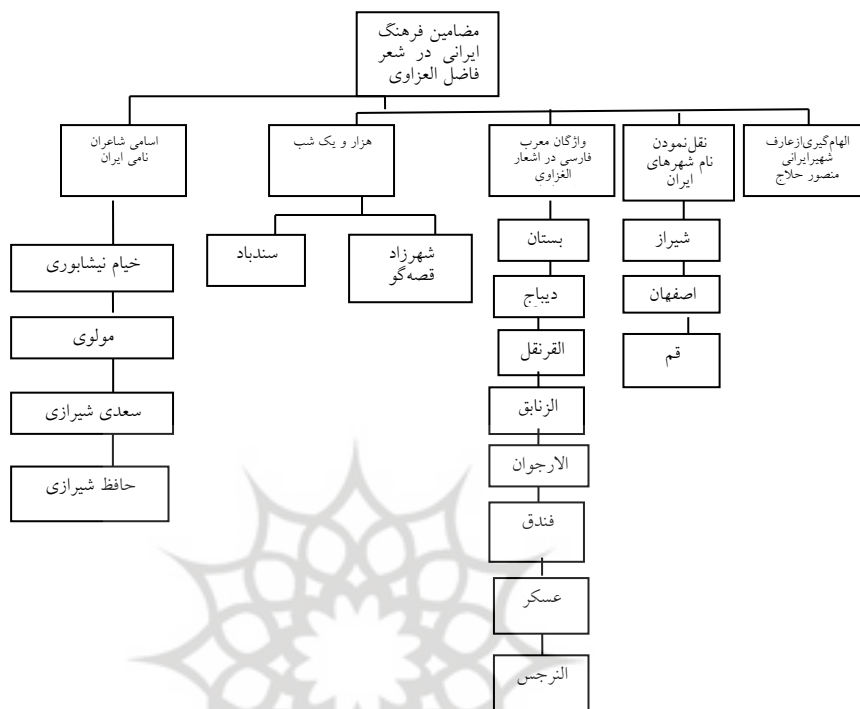 مضامین فرهنگ
ایرانی در شعر
فاضل العزاوی
الهام‌گیری‌ازعارف
شهیرایرانی
منصور حلاج
نقل‌نمودن
نام شهرهای
ایران
شیراز
اصفهان
قم
واژگان معرب
فارسی در اشعار
الغزاوی
بستان
دیباج
القرنقل
الزنابق
الارجوان
فندق
عسکر
النرجس
هزار و یک شب
شهرزاد
قصه‌گو
سندباد
اسامی شاعران
نامی ایران
خیام نیشابوری
مولوی
سعدی شیرازی
حافظ شیرازی